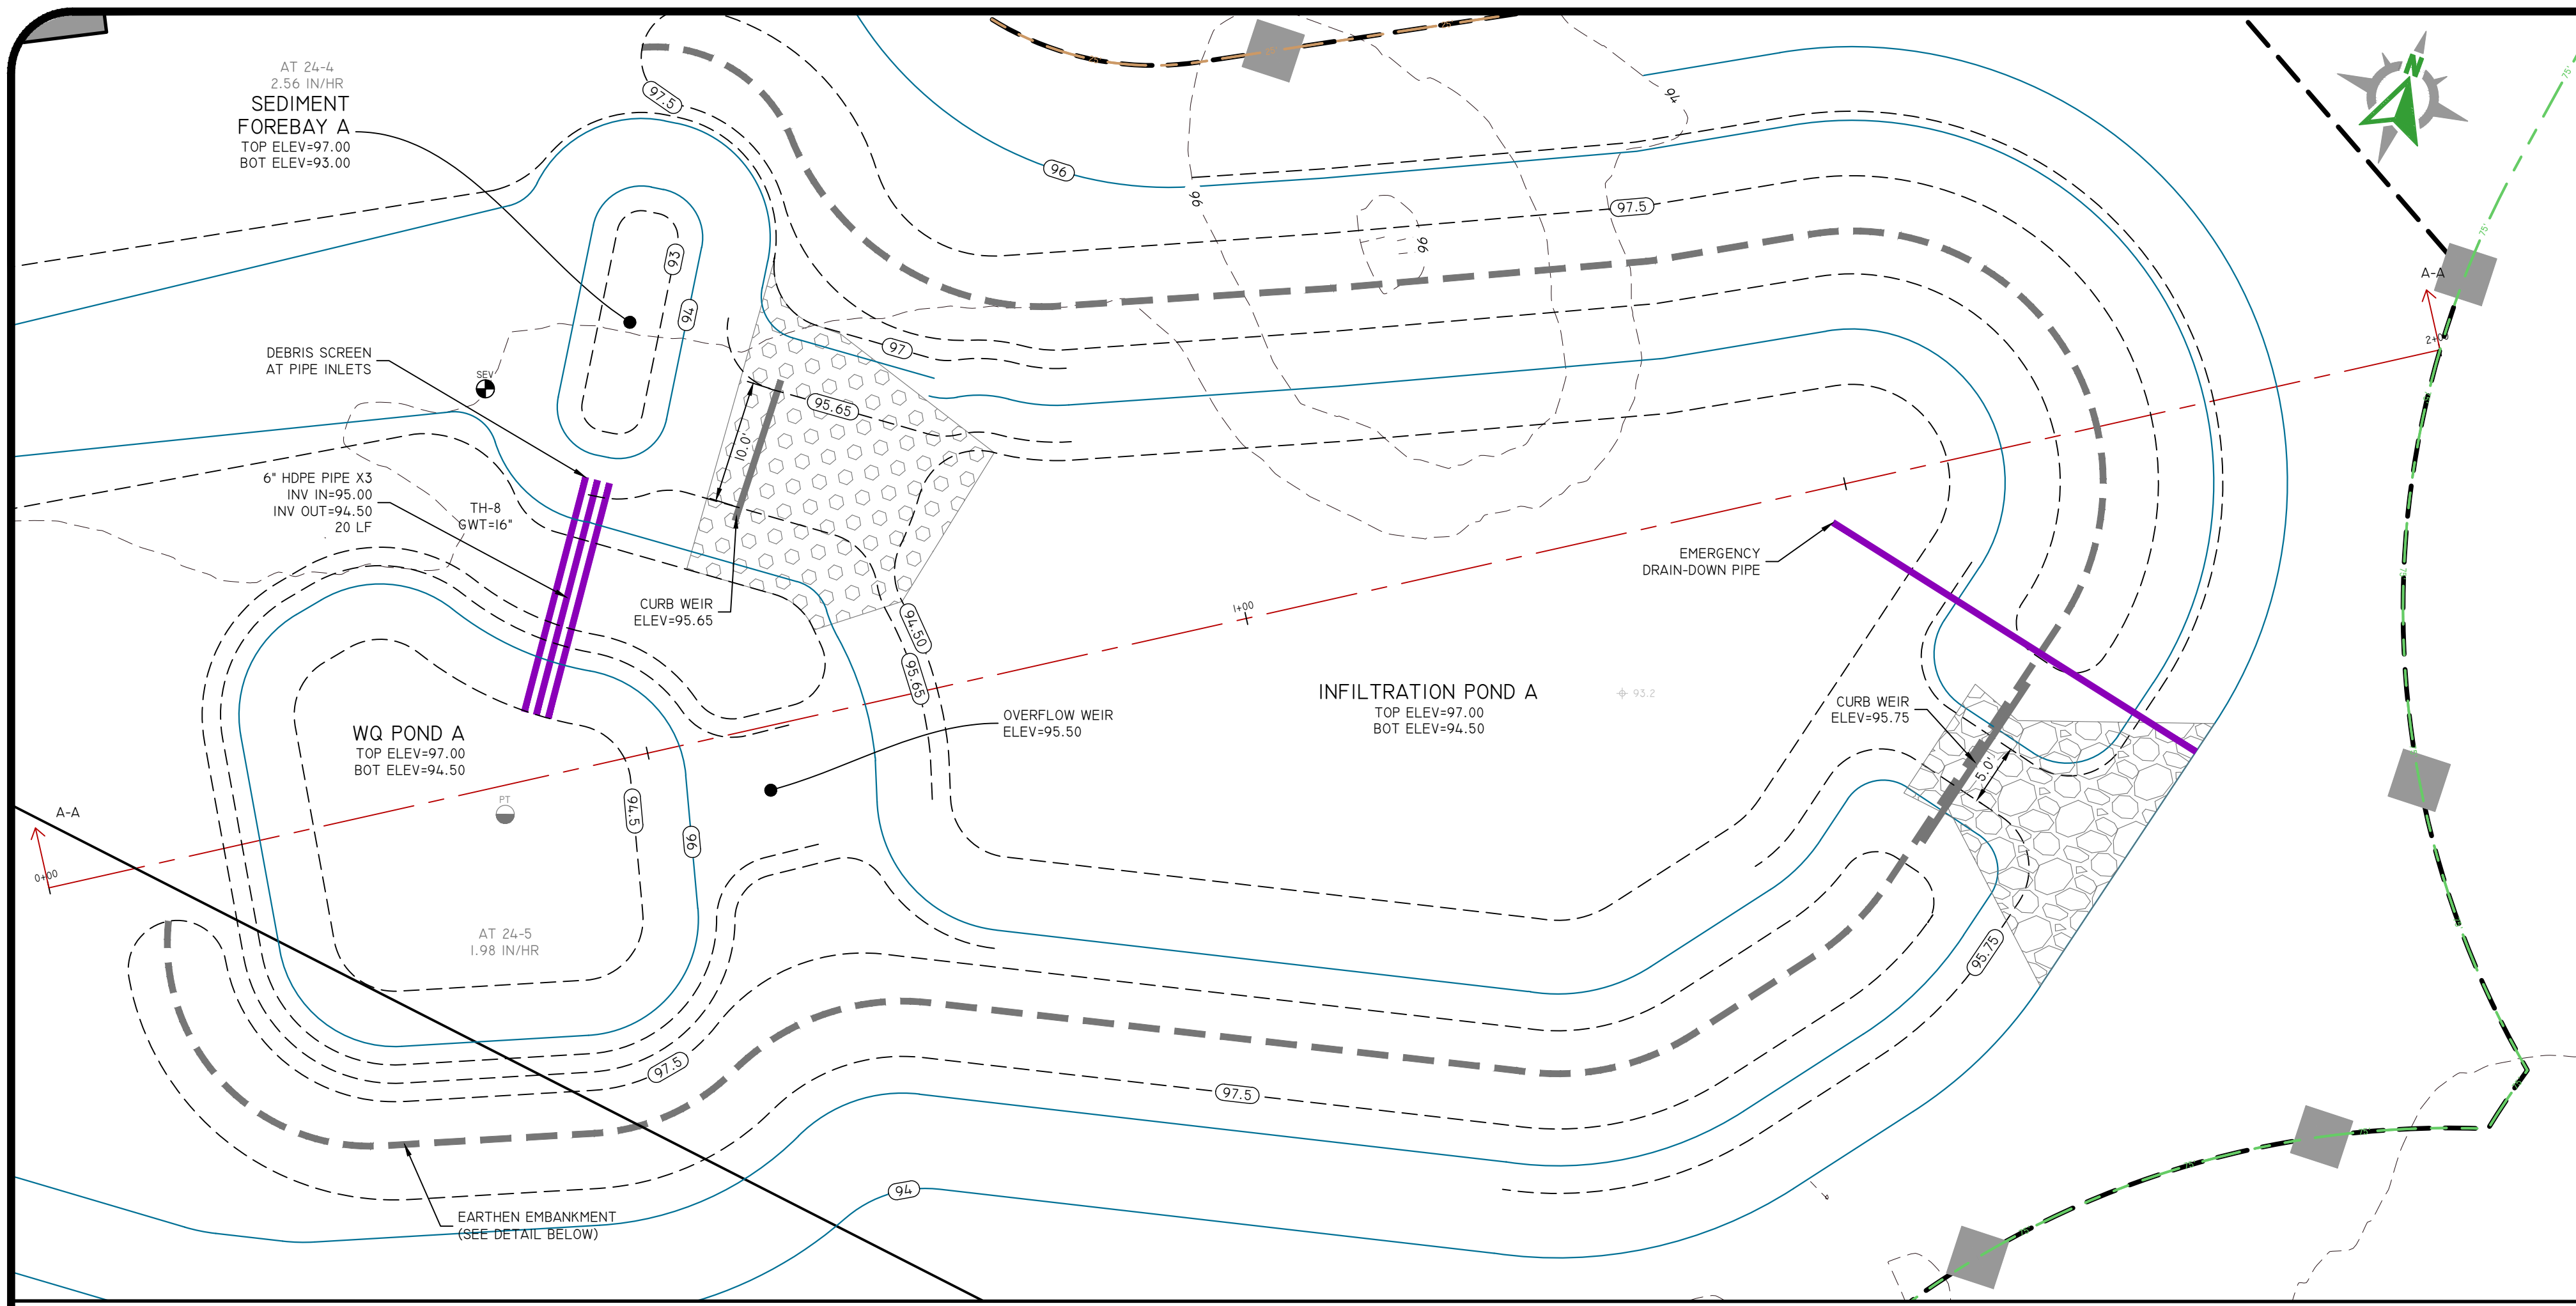 AT 24-4
2.56 IN/HR
SEDIMENT
FOREBAY A
TOP ELEV=97.00
BOT ELEV=93.00
97.5
96
94
N
75'
75'
96
96
97.5
93
94
A-A
2+00
DEBRIS SCREEN
AT PIPE INLETS
SEV
97
95.65
10.0'
6" HDPE PIPE X3
INV IN=95.00
INV OUT=94.50
20 LF
TH-8
GWT=16"
CURB WEIR
ELEV=95.65
94.50
95.65
1+00
EMERGENCY
DRAIN-DOWN PIPE
INFILTRATION POND A
TOP ELEV=97.00
BOT ELEV=94.50
93.2
CURB WEIR
ELEV=95.75
5.0'
WQ POND A
TOP ELEV=97.00
BOT ELEV=94.50
OVERFLOW WEIR
ELEV=95.50
PT
94.5
96
A-A
0+00
AT 24-5
1.98 IN/HR
95.75
97.5
97.5
94
EARTHEN EMBANKMENT
(SEE DETAIL BELOW)